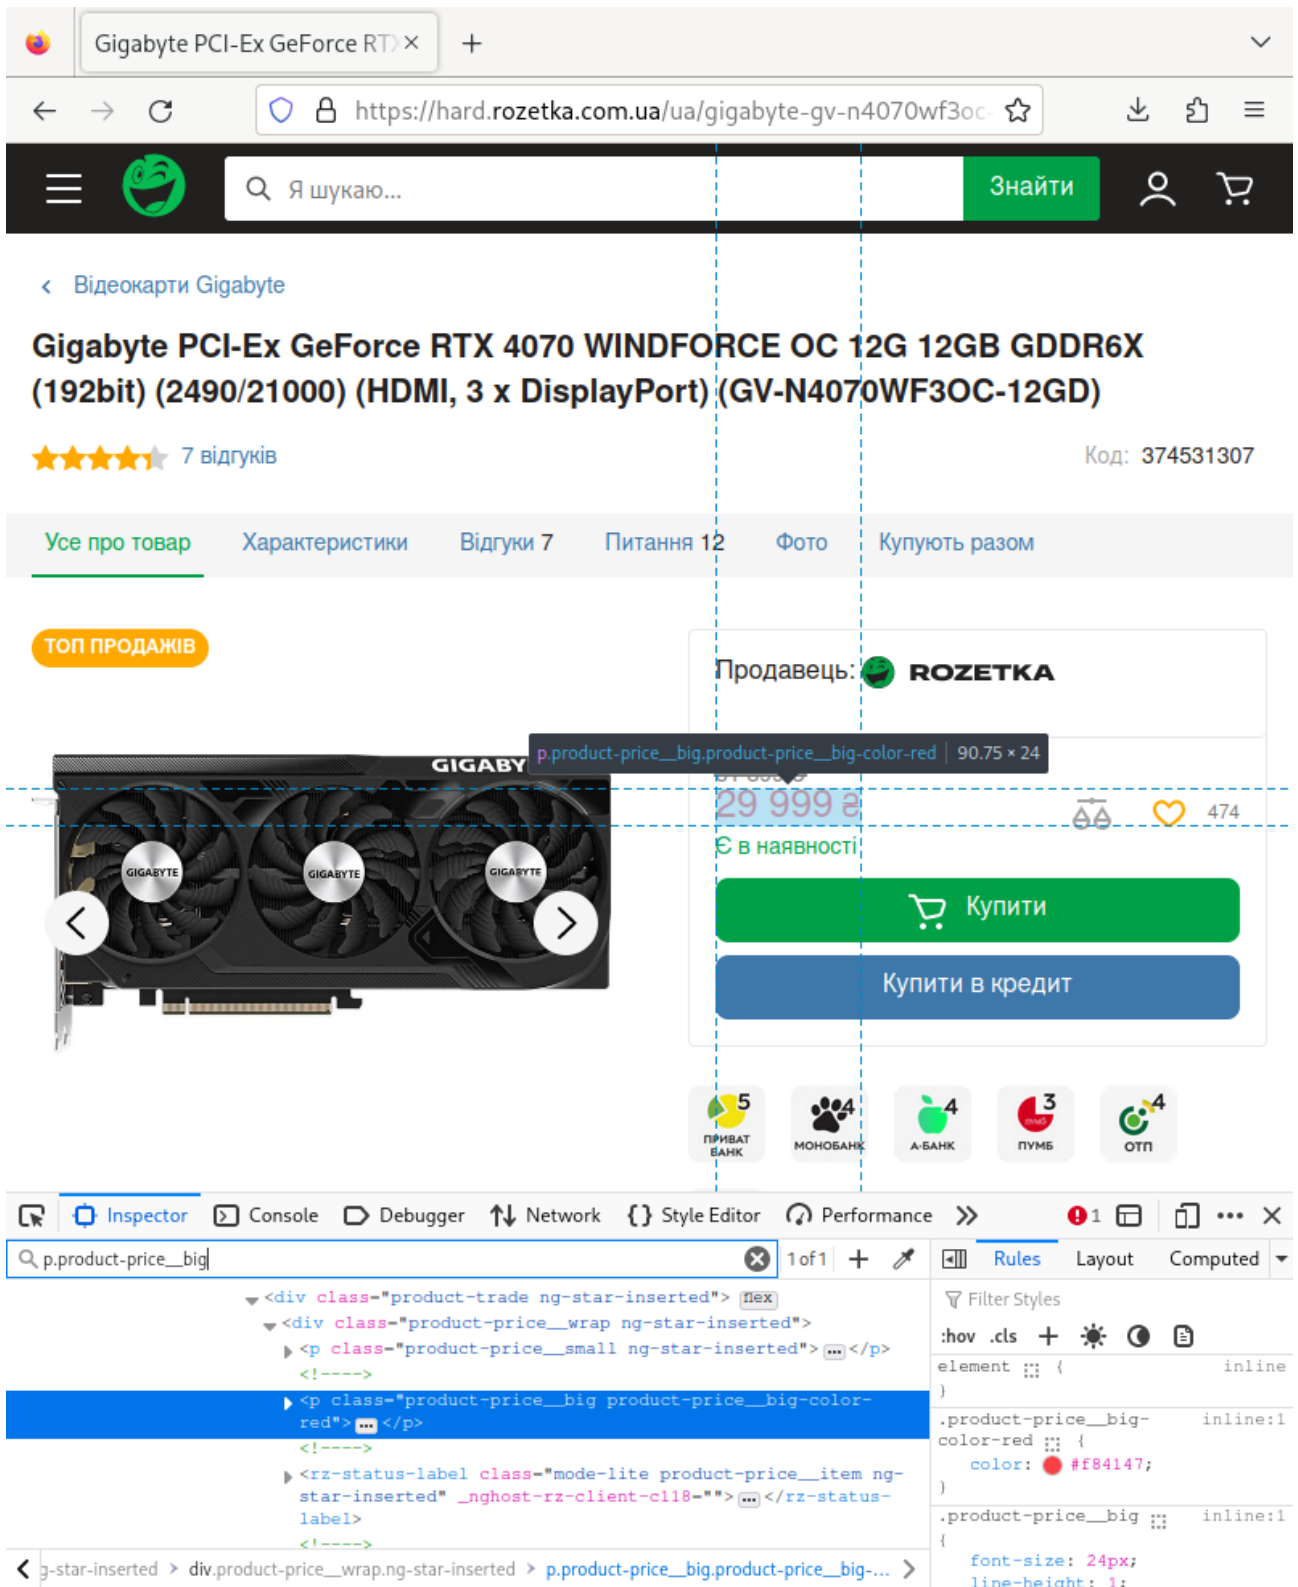 Gigabyte PCI-Ex GeForce RTX
https://hard.rozetka.com.ua/ua/gigabyte-gv-n4070wf3oc-
Я шукаю...
Знайти
Відеокарти Gigabyte
Gigabyte PCI-Ex GeForce RTX 4070 WINDFORCE OC 12G 12GB GDDR6X
(192bit) (2490/21000) (HDMI, 3 x DisplayPort) (GV-N4070WF3OC-12GD)
7 відгуків
Код: 374531307
Усе про товар Характеристики Відгуки 7 Питання 12 Фото Купують разом
ТОП ПРОДАЖІВ
Продавець: ROZETKA
p.product-price__big.product-price__big-color-red 90.75 × 24
GIGABY
29 999 ₴
474
Є в наявності
GIGABYTE GIGABYTE GIGABYTE
Купити
Купити в кредит
5 4 4 3 4
ПРИВАТ
БАНК
МОНОБАНК
А-БАНК
ПУМБ
ОТП
Inspector Console Debugger Network Style Editor Performance 1
p.product-price__big 1 of 1
Rules Layout Computed
<div class="product-trade ng-star-inserted"> flex
<div class="product-price__wrap ng-star-inserted">
<p class="product-price__small ng-star-inserted">…</p>
<!---->
<p class="product-price__big product-price__big-color-
red">…</p>
<!---->
<rz-status-label class="mode-lite product-price__item ng-
star-inserted" _nghost-rz-client-c118="">…</rz-status-
label>
<!---->
g-star-inserted > div.product-price__wrap.ng-star-inserted > p.product-price__big.product-price__big-...
Filter Styles
:hov .cls
element { inline
}
.product-price__big- inline:1
color-red {
color: #f84147;
}
.product-price__big inline:1
{
font-size: 24px;
line-height: 1;